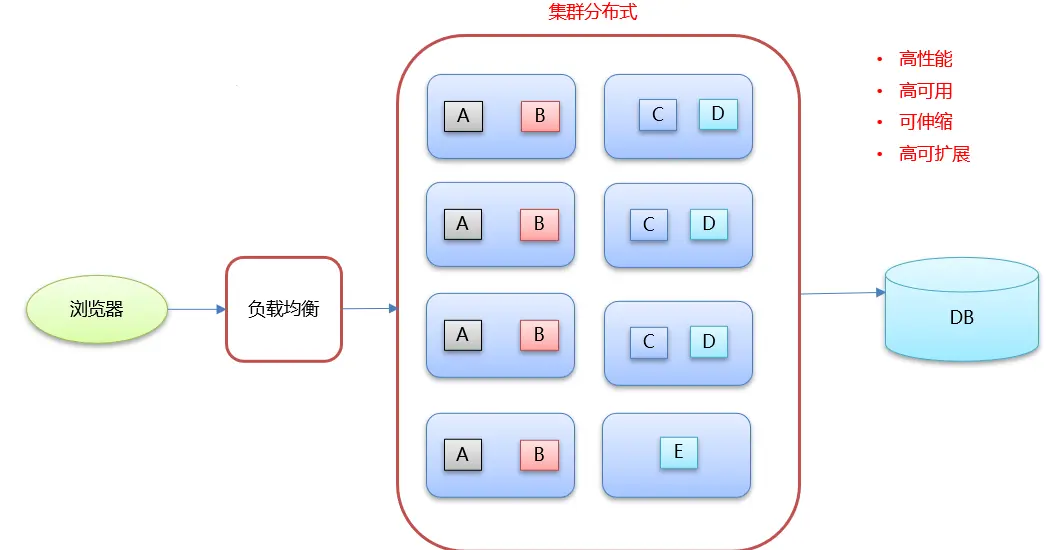 集群分布式
• 高性能
• 高可用
• 可伸缩
• 高可扩展
A B C D
A B C D
浏览器
负载均衡
DB
A B C D
A B E